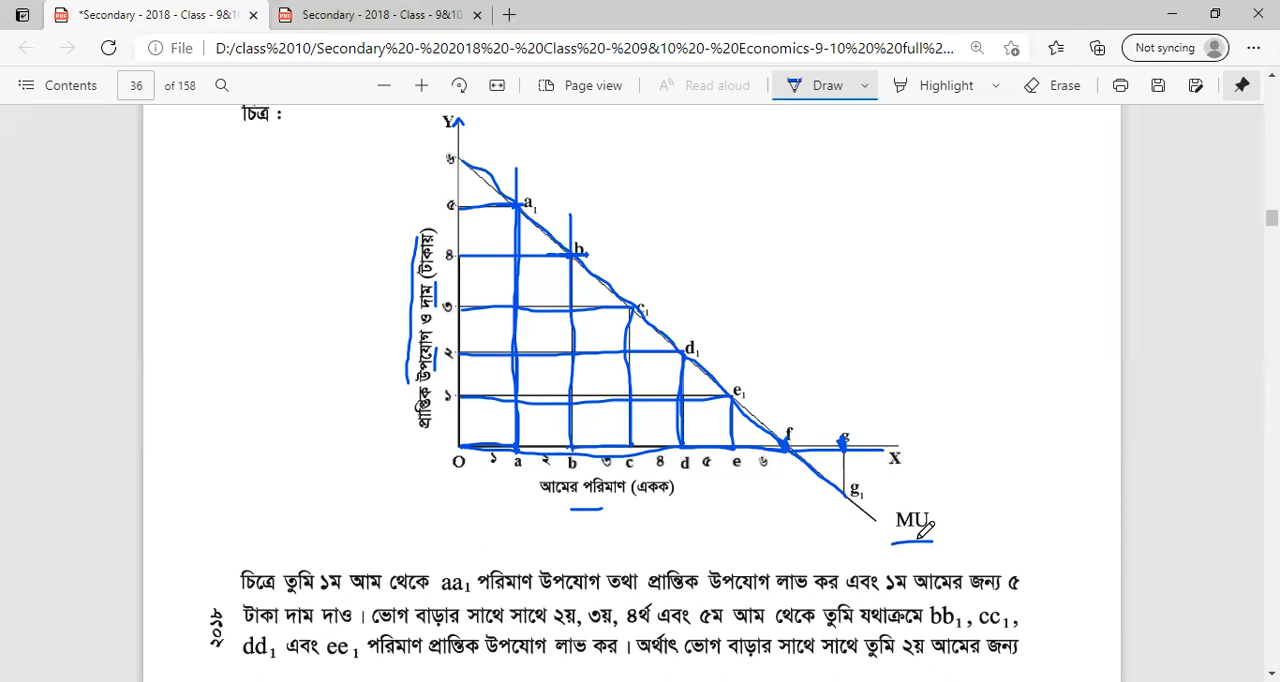 *Secondary - 2018 - Class - 9&1
Secondary - 2018 - Class - 9&10
File D:/class%2010/Secondary%20-%202018%20-%20Class%20-%209&10%20-%20Economics-9-10%20%20full%2...
Not syncing
Contents 36 of 158 Page view Read aloud Draw Highlight Erase
চিত্র :
Y
৬
৫ a1
৪ b
৩ c1
২ d1
১ e1
f g
O ১ a ২ b ৩ c ৪ d ৫ e ৬ X
g1
MU
প্রান্তিক উপযোগ ও দাম (টাকায়)
আমের পরিমাণ (একক)
চিত্রে তুমি ১ম আম থেকে aa1 পরিমাণ উপযোগ তথা প্রান্তিক উপযোগ লাভ কর এবং ১ম আমের জন্য ৫
টাকা দাম দাও। ভোগ বাড়ার সাথে সাথে ২য়, ৩য়, ৪র্থ এবং ৫ম আম থেকে তুমি যথাক্রমে bb1, cc1,
২০১৮
dd1 এবং ee1 পরিমাণ প্রান্তিক উপযোগ লাভ কর। অর্থাৎ ভোগ বাড়ার সাথে সাথে তুমি ২য় আমের জন্য